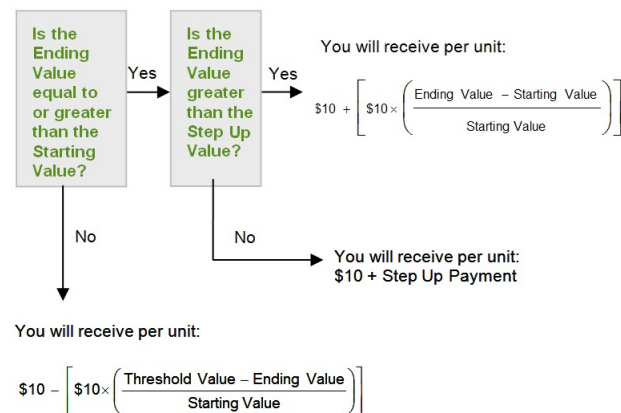 Is the
Ending
Value
equal to
or greater
than the
Starting
Value?
Yes
Is the
Ending
Value
greater
than the
Step Up
Value?
Yes
You will receive per unit:
$10 + [ $10 × ( Ending Value – Starting Value
Starting Value ) ]
No
No
You will receive per unit:
$10 + Step Up Payment
You will receive per unit:
$10 – [ $10× ( Threshold Value – Ending Value
Starting Value ) ]